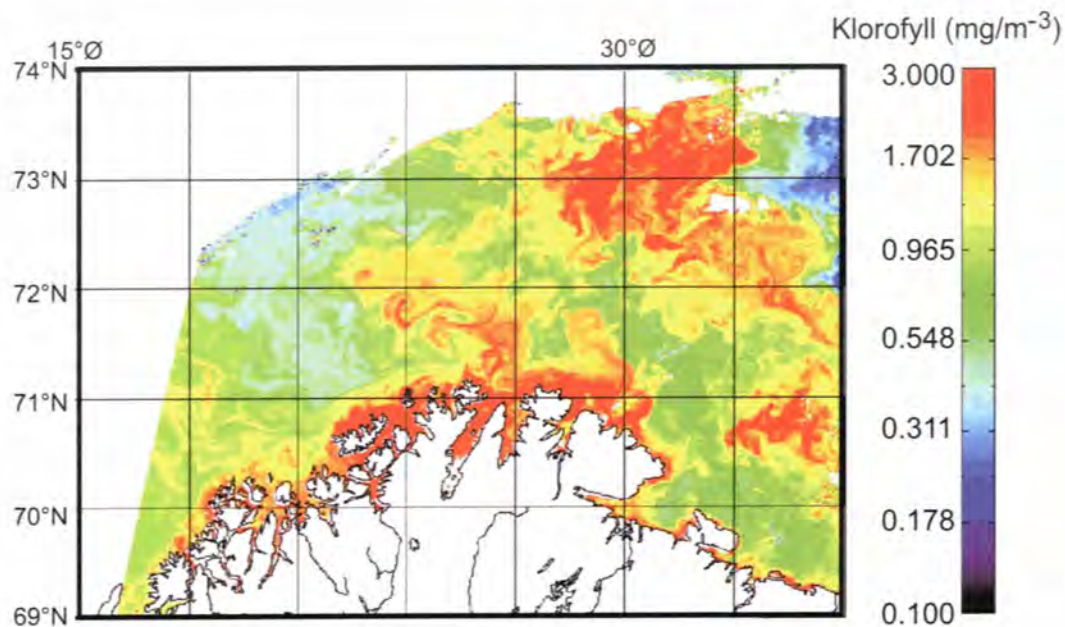 Klorofyll (mg/m-3)
15°Ø
30°Ø
74°N
73°N
72°N
71°N
70°N
69°N
3.000
1.702
0.965
0.548
0.311
0.178
0.100